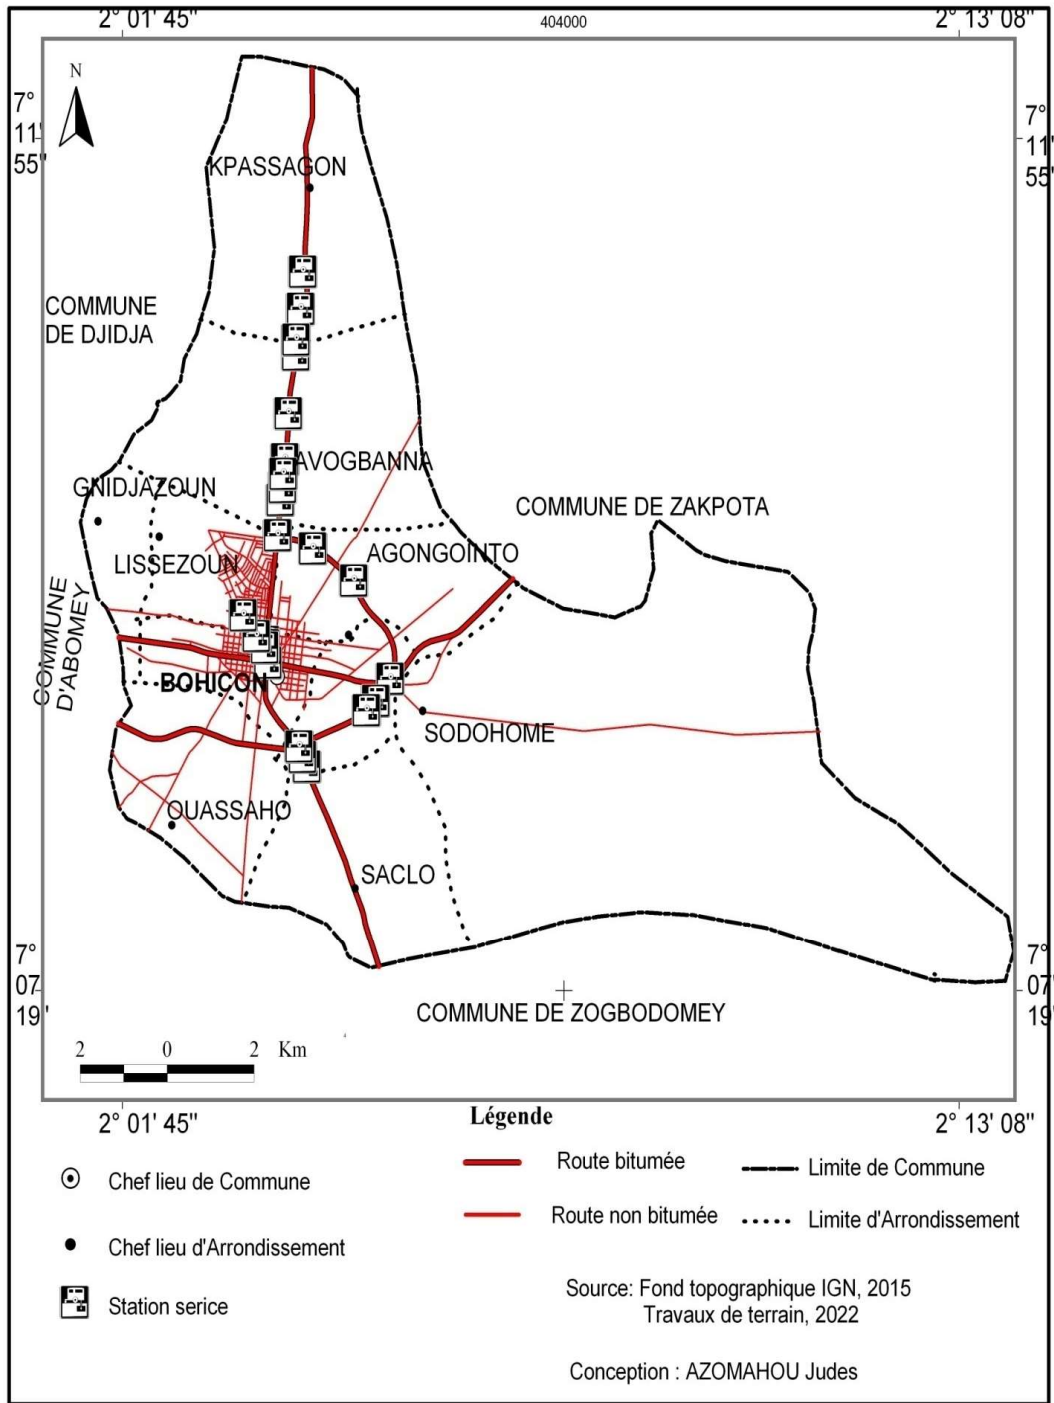 2° 01' 45"
404000
2° 13' 08"
N
7°
11'
55"
7°
11'
55"
KPASSAGON
COMMUNE
DE DJIDJA
AVOGBANNA
GNIDJAZOUN
COMMUNE DE ZAKPOTA
LISSEZOUN
AGONGOINTO
COMMUNE
D'ABOMEY
BOHICON
SODOHOME
OUASSAHO
SACLO
7°
07
19'
7°
07
19'
COMMUNE DE ZOGBODOMEY
2 0 2 Km
2° 01' 45"
2° 13' 08"
Légende
Chef lieu de Commune
Chef lieu d'Arrondissement
Station serice
Route bitumée
Route non bitumée
Limite de Commune
Limite d'Arrondissement
Source: Fond topographique IGN, 2015
Travaux de terrain, 2022
Conception : AZOMAHOU Judes